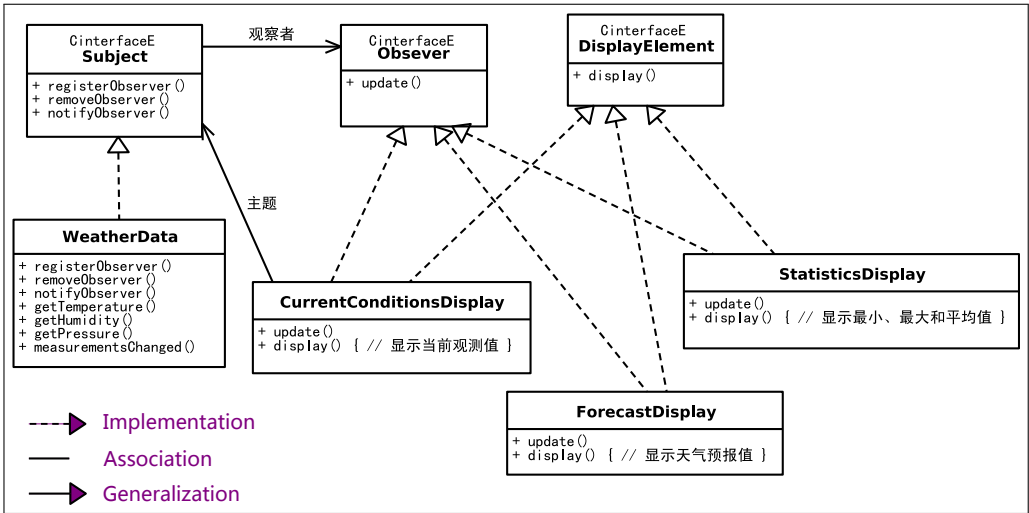 CinterfaceE
Subject
+ registerObserver()
+ removeObserver()
+ notifyObserver()
观察者
CinterfaceE
Obsever
+ update()
CinterfaceE
DisplayElement
+ display()
主题
WeatherData
+ registerObserver()
+ removeObserver()
+ notifyObserver()
+ getTemperature()
+ getHumidity()
+ getPressure()
+ measurementsChanged()
CurrentConditionsDisplay
+ update()
+ display() { // 显示当前观测值 }
StatisticsDisplay
+ update()
+ display() { // 显示最小、最大和平均值 }
ForecastDisplay
+ update()
+ display() { // 显示天气预报值 }
Implementation
Association
Generalization